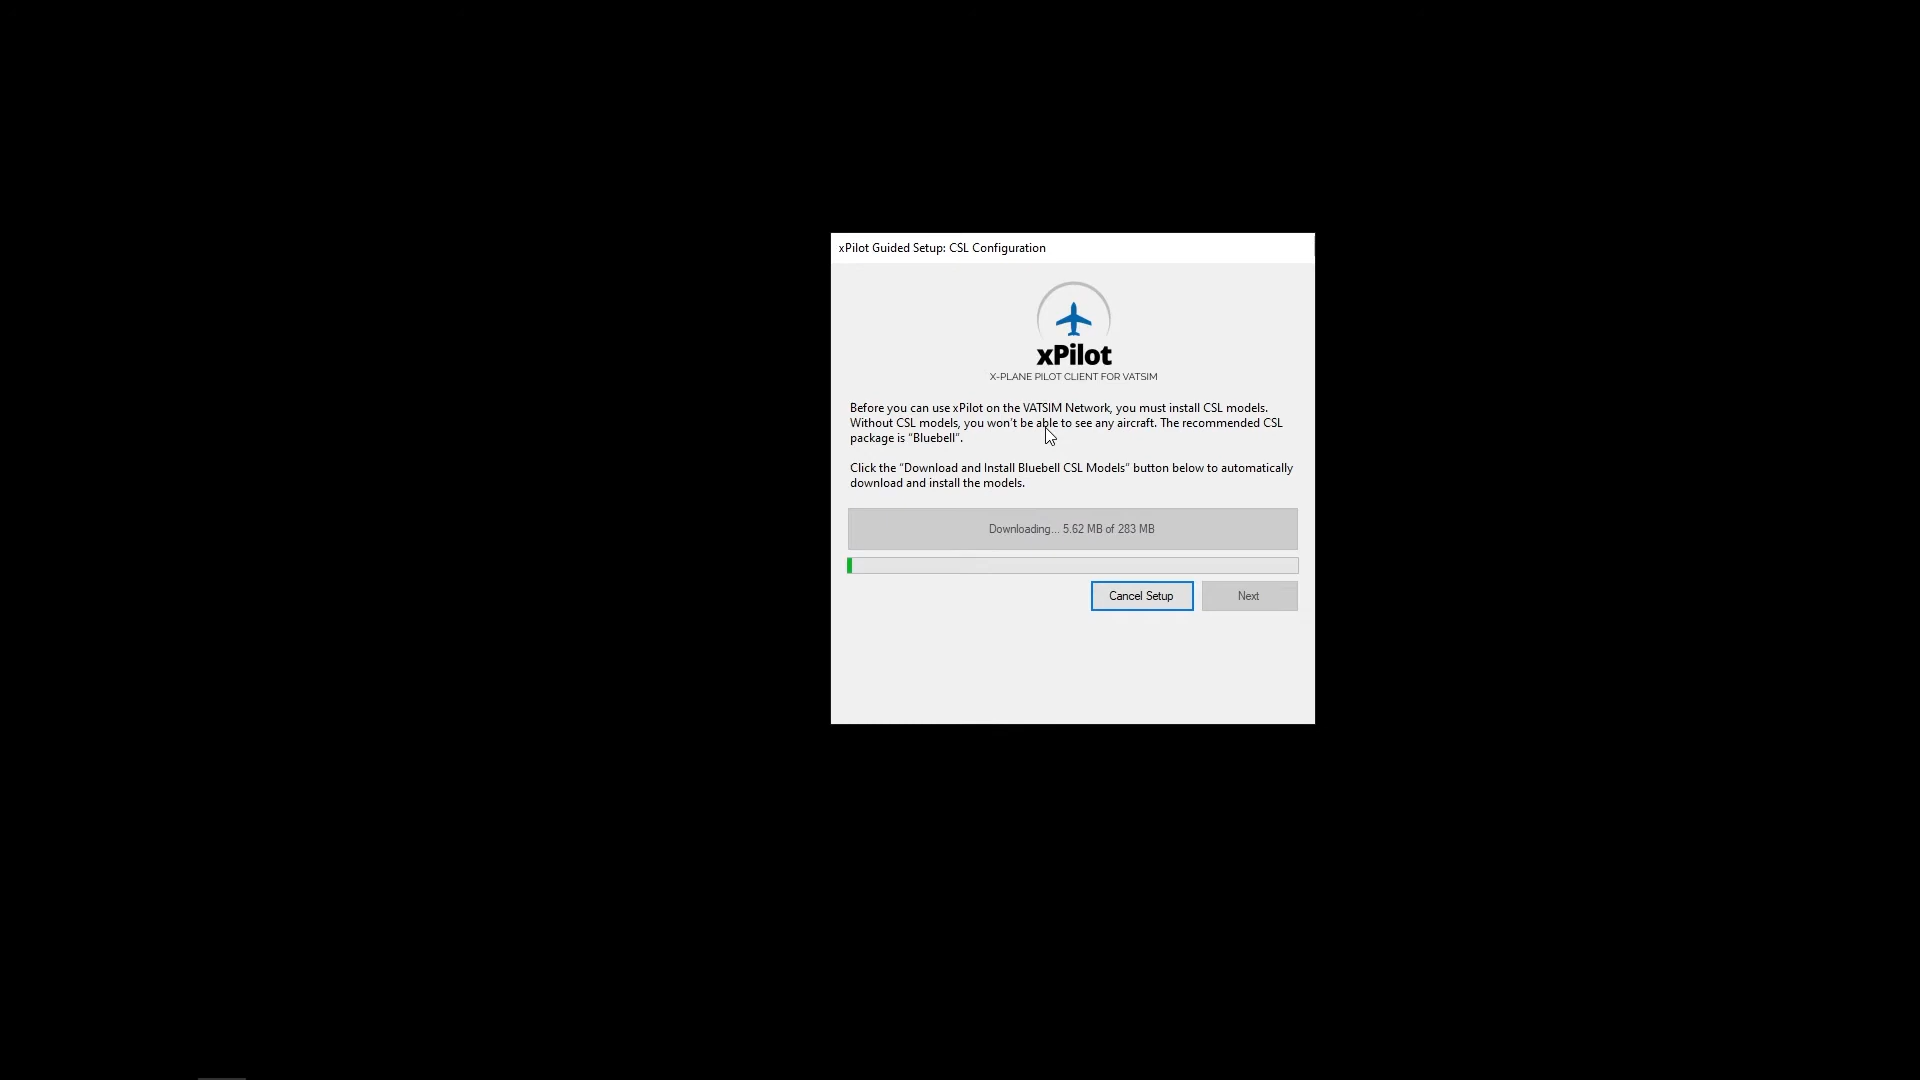 xPilot Guided Setup: CSL Configuration
xPilot
X-PLANE PILOT CLIENT FOR VATSIM
Before you can use xPilot on the VATSIM Network, you must install CSL models.
Without CSL models, you won't be able to see any aircraft. The recommended CSL
package is “Bluebell”.
Click the “Download and Install Bluebell CSL Models” button below to automatically
download and install the models.
Downloading... 5.62 MB of 283 MB
Cancel Setup
Next